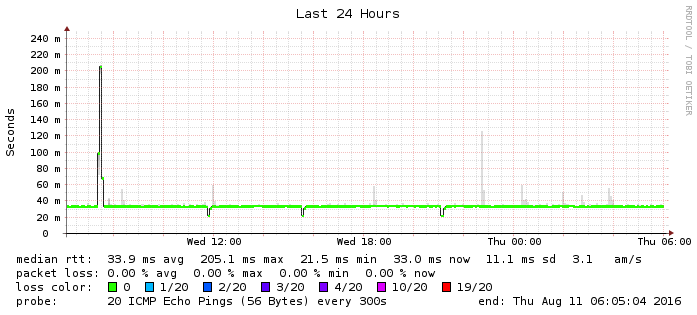 Last 24 Hours
RRDTOOL / TOBI OETIKER
Seconds
240 m
220 m
200 m
180 m
160 m
140 m
120 m
100 m
80 m
60 m
40 m
20 m
0
Wed 12:00 Wed 18:00 Thu 00:00 Thu 06:00
median rtt: 33.9 ms avg 205.1 ms max 21.5 ms min 33.0 ms now 11.1 ms sd 3.1 am/s
packet loss: 0.00 % avg 0.00 % max 0.00 % min 0.00 % now
loss color: 0 1/20 2/20 3/20 4/20 10/20 19/20
probe: 20 ICMP Echo Pings (56 Bytes) every 300s end: Thu Aug 11 06:05:04 2016